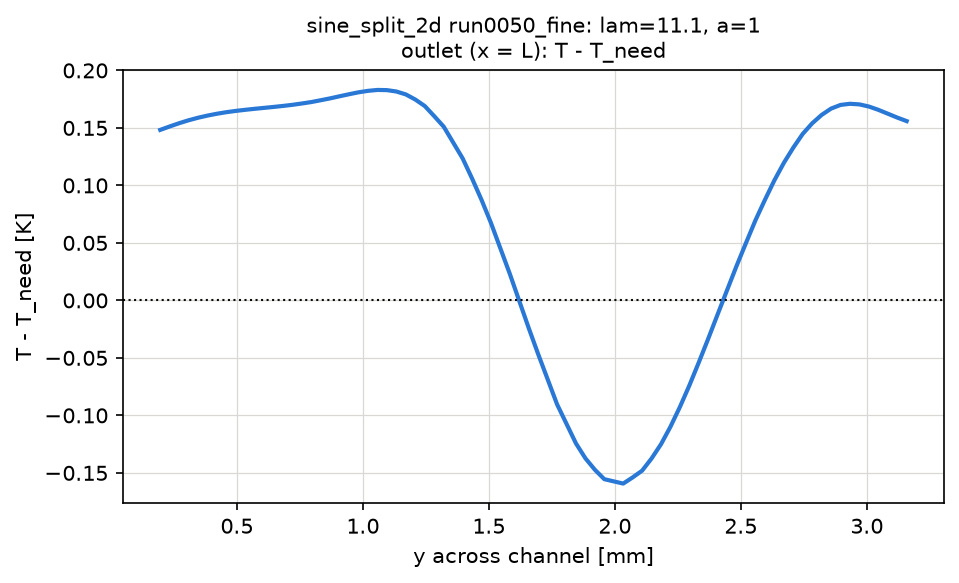 sine_split_2d run0050_fine: lam=11.1, a=1
outlet (x = L): T - T_need
0.20
0.15
0.10
0.05
0.00
−0.05
−0.10
−0.15
T - T_need [K]
0.5 1.0 1.5 2.0 2.5 3.0
y across channel [mm]